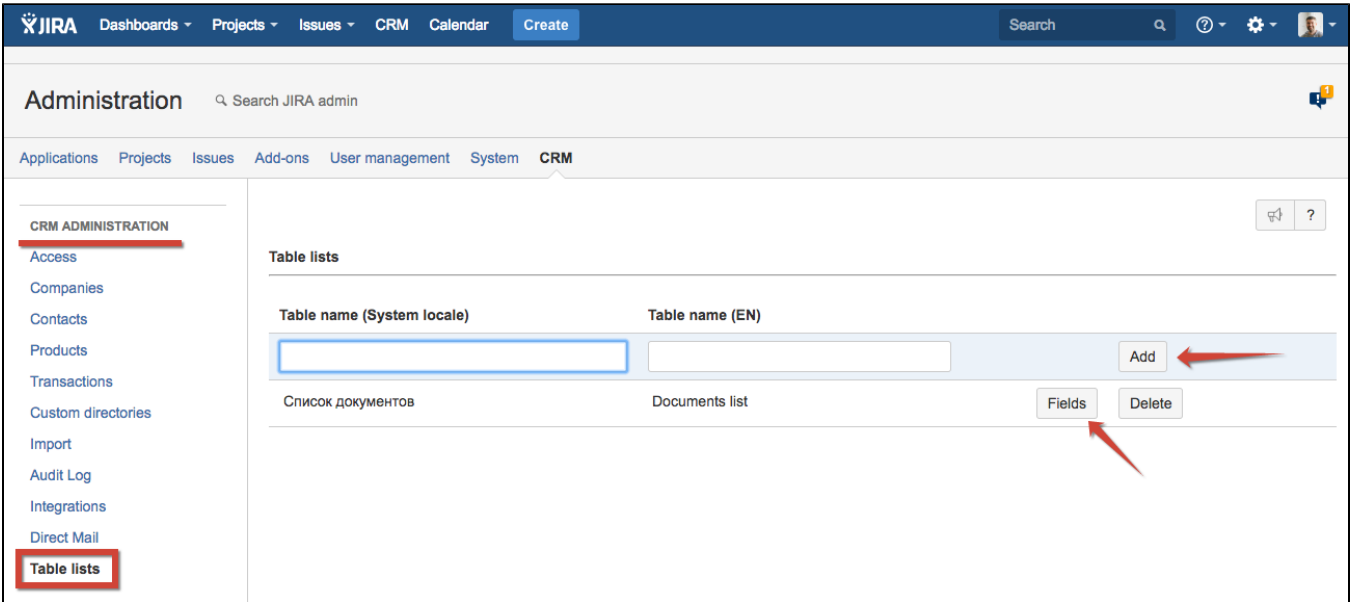 JIRA Dashboards Projects Issues CRM Calendar Create Search
Administration Search JIRA admin 1
Applications Projects Issues Add-ons User management System CRM
CRM ADMINISTRATION ?
Access Table lists
Companies
Contacts Table name (System locale) Table name (EN)
Products Add
Transactions
Custom directories Список документов Documents list Fields Delete
Import
Audit Log
Integrations
Direct Mail
Table lists